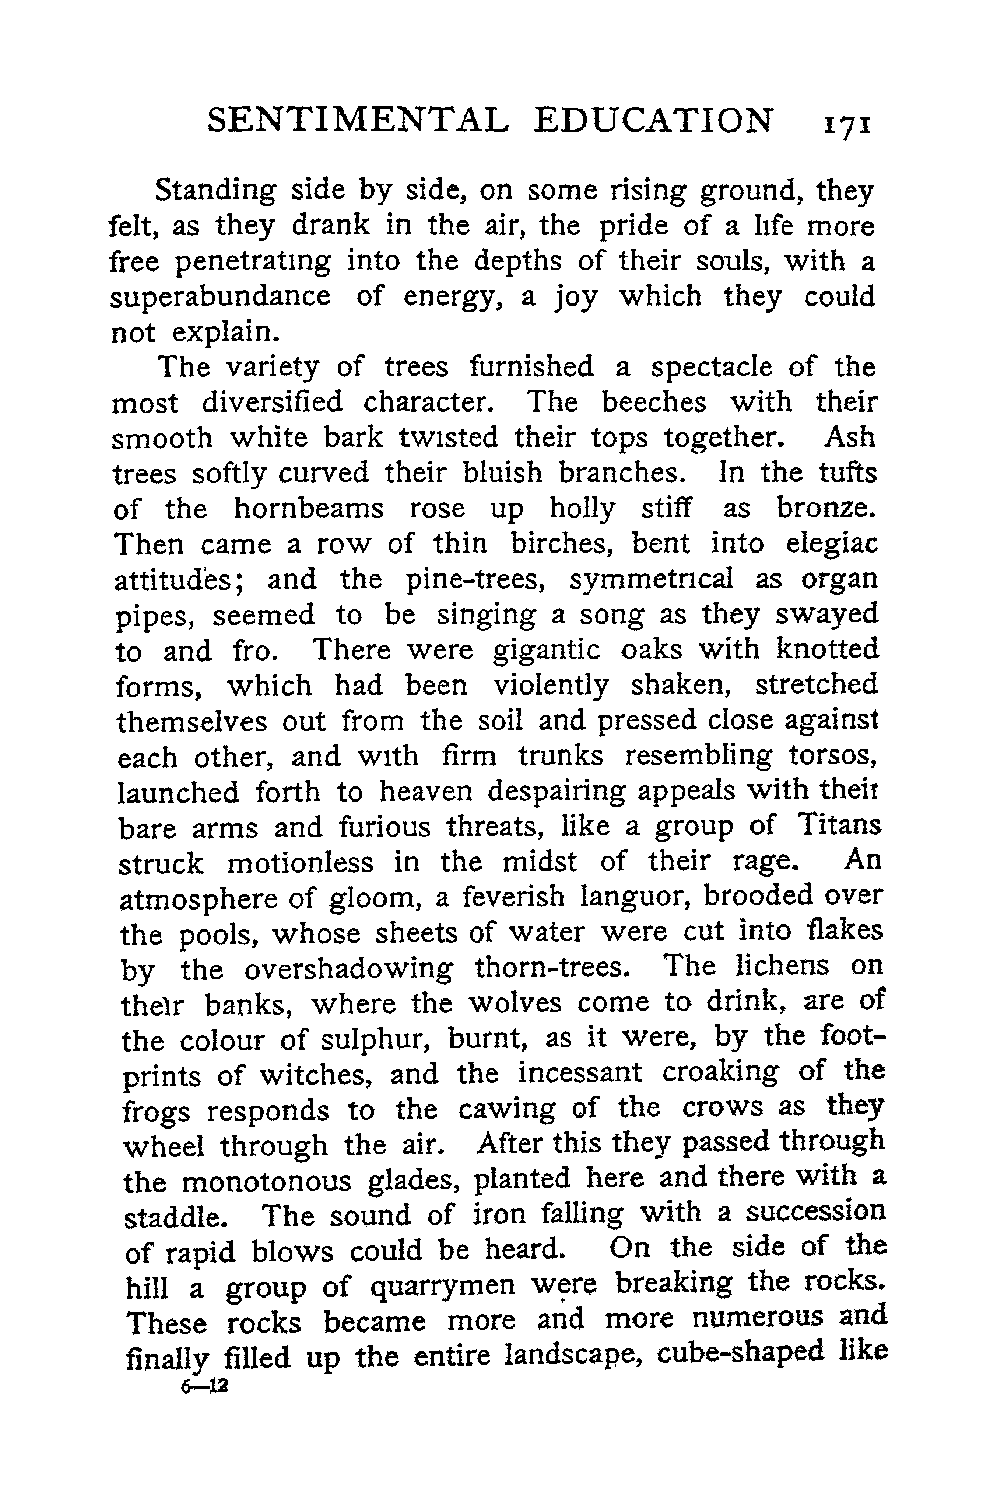 SENTIMENTAL EDUCATION 171
Standing side by side, on some rising ground, they
felt, as they drank in the air, the pride of a life more
free penetrating into the depths of their souls, with a
superabundance of energy, a joy which they could
not explain.
The variety of trees furnished a spectacle of the
most diversified character. The beeches with their
smooth white bark twisted their tops together. Ash
trees softly curved their bluish branches. In the tufts
of the hornbeams rose up holly stiff as bronze.
Then came a row of thin birches, bent into elegiac
attitudes; and the pine-trees, symmetrical as organ
pipes, seemed to be singing a song as they swayed
to and fro. There were gigantic oaks with knotted
forms, which had been violently shaken, stretched
themselves out from the soil and pressed close against
each other, and with firm trunks resembling torsos,
launched forth to heaven despairing appeals with their
bare arms and furious threats, like a group of Titans
struck motionless in the midst of their rage. An
atmosphere of gloom, a feverish languor, brooded over
the pools, whose sheets of water were cut into flakes
by the overshadowing thorn-trees. The lichens on
their banks, where the wolves come to drink, are of
the colour of sulphur, burnt, as it were, by the foot-
prints of witches, and the incessant croaking of the
frogs responds to the cawing of the crows as they
wheel through the air. After this they passed through
the monotonous glades, planted here and there with a
staddle. The sound of iron falling with a succession
of rapid blows could be heard. On the side of the
hill a group of quarrymen were breaking the rocks.
These rocks became more and more numerous and
finally filled up the entire landscape, cube-shaped like
6—12